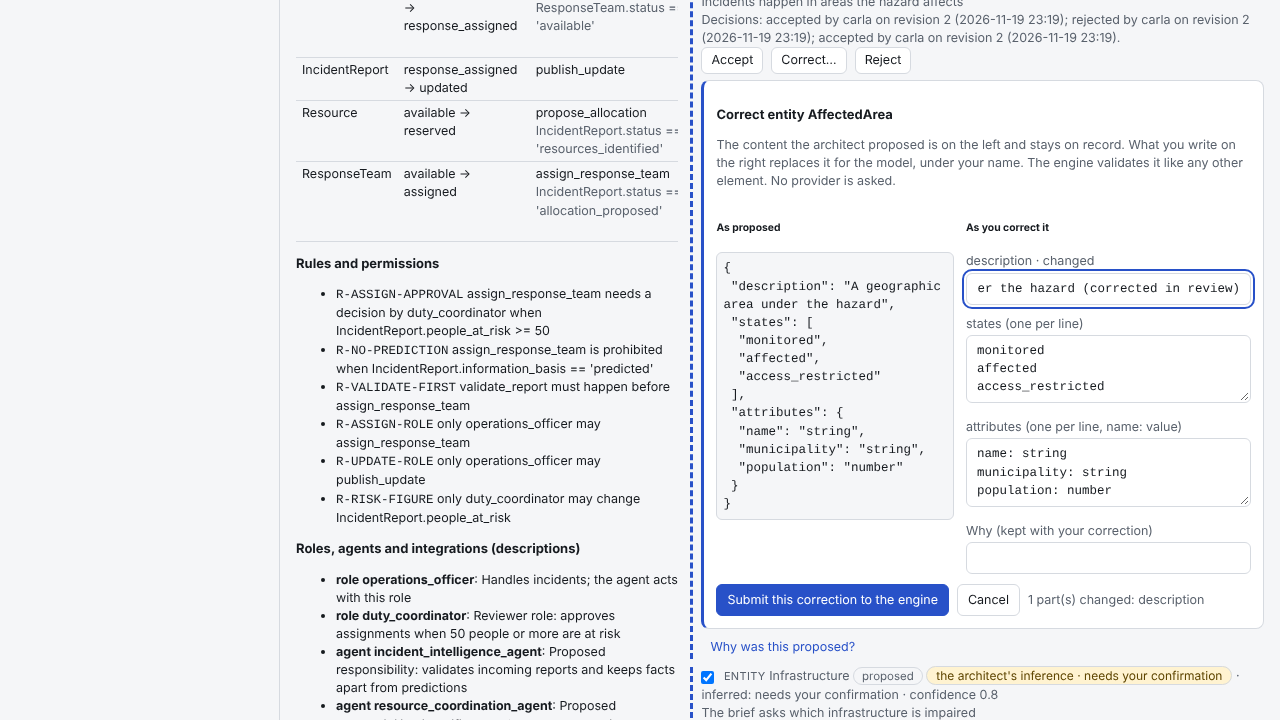 →
response_assigned
ResponseTeam.status ==
'available'
IncidentReport
response_assigned
→ updated
publish_update
Resource
available →
reserved
propose_allocation
IncidentReport.status ==
'resources_identified'
ResponseTeam
available →
assigned
assign_response_team
IncidentReport.status ==
'allocation_proposed'
Rules and permissions
• R-ASSIGN-APPROVAL assign_response_team needs a
decision by duty_coordinator when
IncidentReport.people_at_risk >= 50
• R-NO-PREDICTION assign_response_team is prohibited
when IncidentReport.information_basis == 'predicted'
• R-VALIDATE-FIRST validate_report must happen before
assign_response_team
• R-ASSIGN-ROLE only operations_officer may
assign_response_team
• R-UPDATE-ROLE only operations_officer may
publish_update
• R-RISK-FIGURE only duty_coordinator may change
IncidentReport.people_at_risk
Roles, agents and integrations (descriptions)
• role operations_officer: Handles incidents; the agent acts
with this role
• role duty_coordinator: Reviewer role: approves
assignments when 50 people or more are at risk
• agent incident_intelligence_agent: Proposed
responsibility: validates incoming reports and keeps facts
apart from predictions
• agent resource_coordination_agent: Proposed
Incidents happen in areas the hazard affects
Decisions: accepted by carla on revision 2 (2026-11-19 23:19); rejected by carla on revision 2
(2026-11-19 23:19); accepted by carla on revision 2 (2026-11-19 23:19).
Accept
Correct...
Reject
Correct entity AffectedArea
The content the architect proposed is on the left and stays on record. What you write on
the right replaces it for the model, under your name. The engine validates it like any other
element. No provider is asked.
As proposed
{
"description": "A geographic
area under the hazard",
"states": [
"monitored",
"affected",
"access_restricted"
],
"attributes": {
"name": "string",
"municipality": "string",
"population": "number"
}
}
As you correct it
description · changed
er the hazard (corrected in review)
states (one per line)
monitored
affected
access_restricted
attributes (one per line, name: value)
name: string
municipality: string
population: number
Why (kept with your correction)
Submit this correction to the engine
Cancel
1 part(s) changed: description
Why was this proposed?
ENTITY Infrastructure proposed the architect's inference · needs your confirmation ·
inferred: needs your confirmation · confidence 0.8
The brief asks which infrastructure is impaired